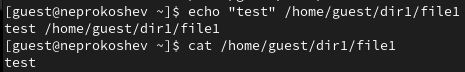 [guest@neprokoshev ~]$ echo "test" /home/guest/dir1/file1
test /home/guest/dir1/file1
[guest@neprokoshev ~]$ cat /home/guest/dir1/file1
test